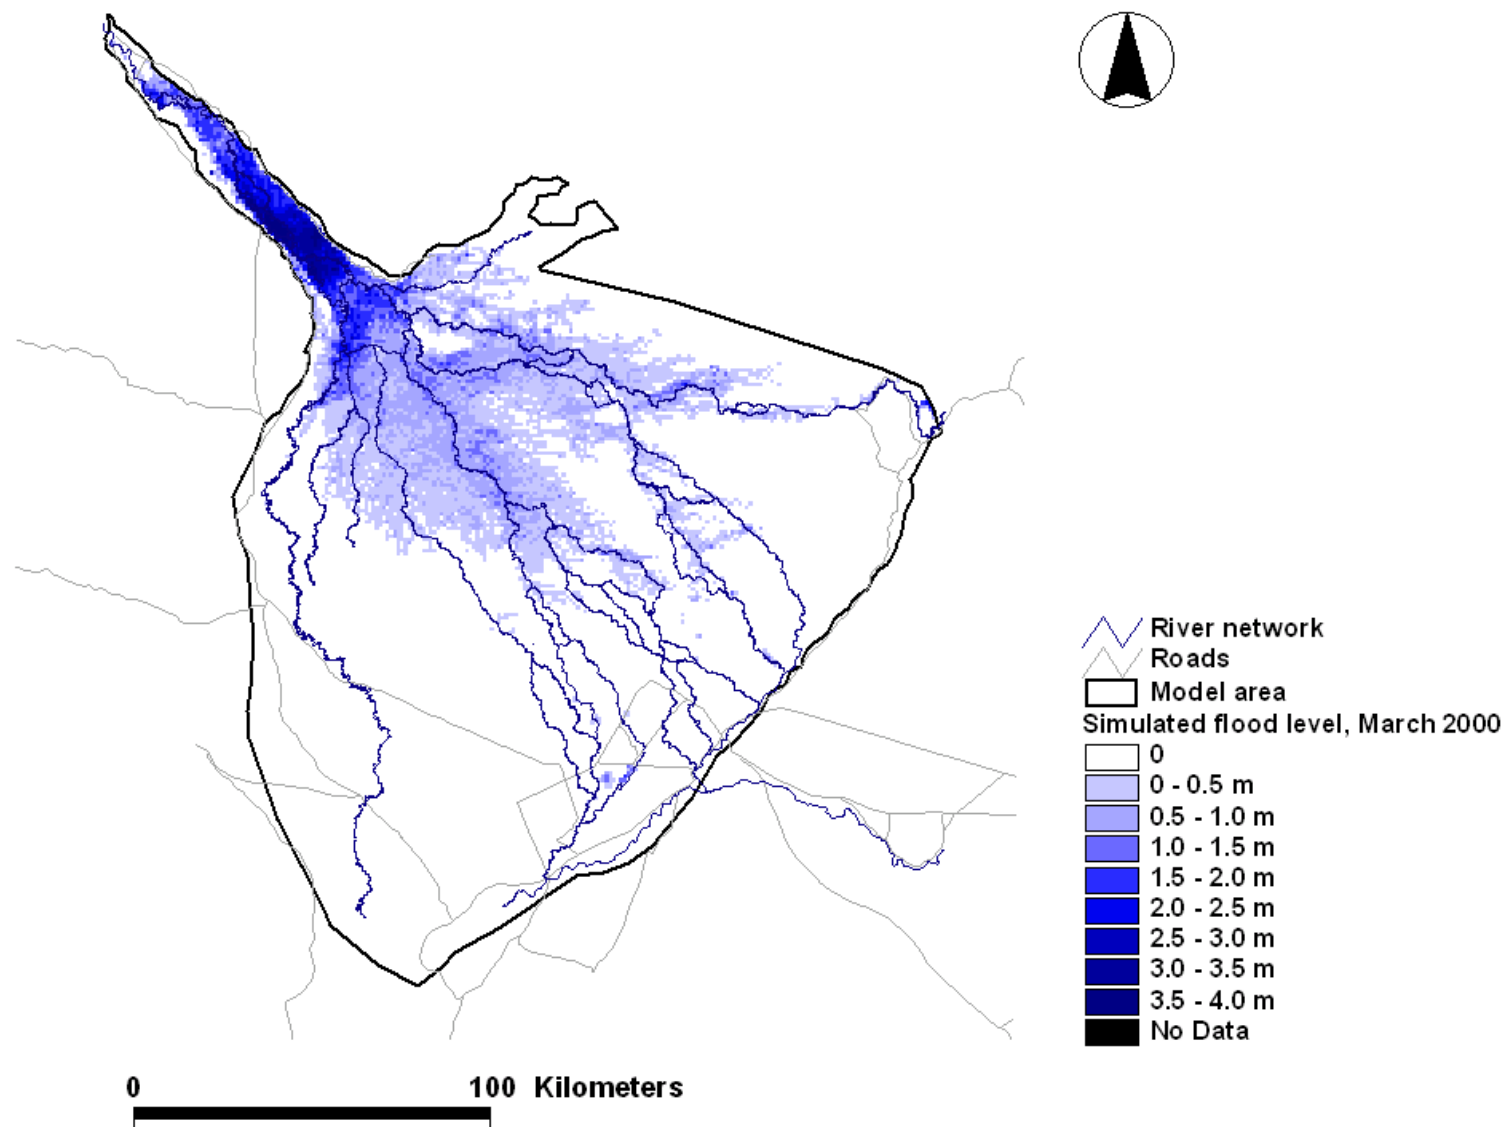 River network
Roads
Model area
Simulated flood level, March 2000
0
0 - 0.5 m
0.5 - 1.0 m
1.0 - 1.5 m
1.5 - 2.0 m
2.0 - 2.5 m
2.5 - 3.0 m
3.0 - 3.5 m
3.5 - 4.0 m
No Data
0 100 Kilometers